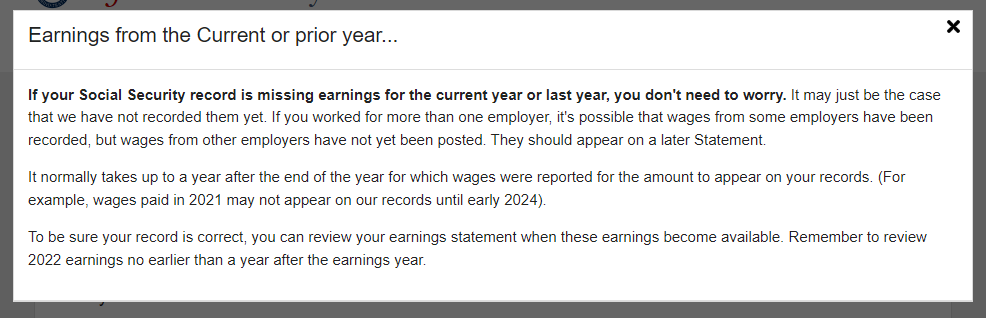 Earnings from the Current or prior year...
If your Social Security record is missing earnings for the current year or last year, you don't need to worry. It may just be the case
that we have not recorded them yet. If you worked for more than one employer, it's possible that wages from some employers have been
recorded, but wages from other employers have not yet been posted. They should appear on a later Statement.
It normally takes up to a year after the end of the year for which wages were reported for the amount to appear on your records. (For
example, wages paid in 2021 may not appear on our records until early 2024).
To be sure your record is correct, you can review your earnings statement when these earnings become available. Remember to review
2022 earnings no earlier than a year after the earnings year.